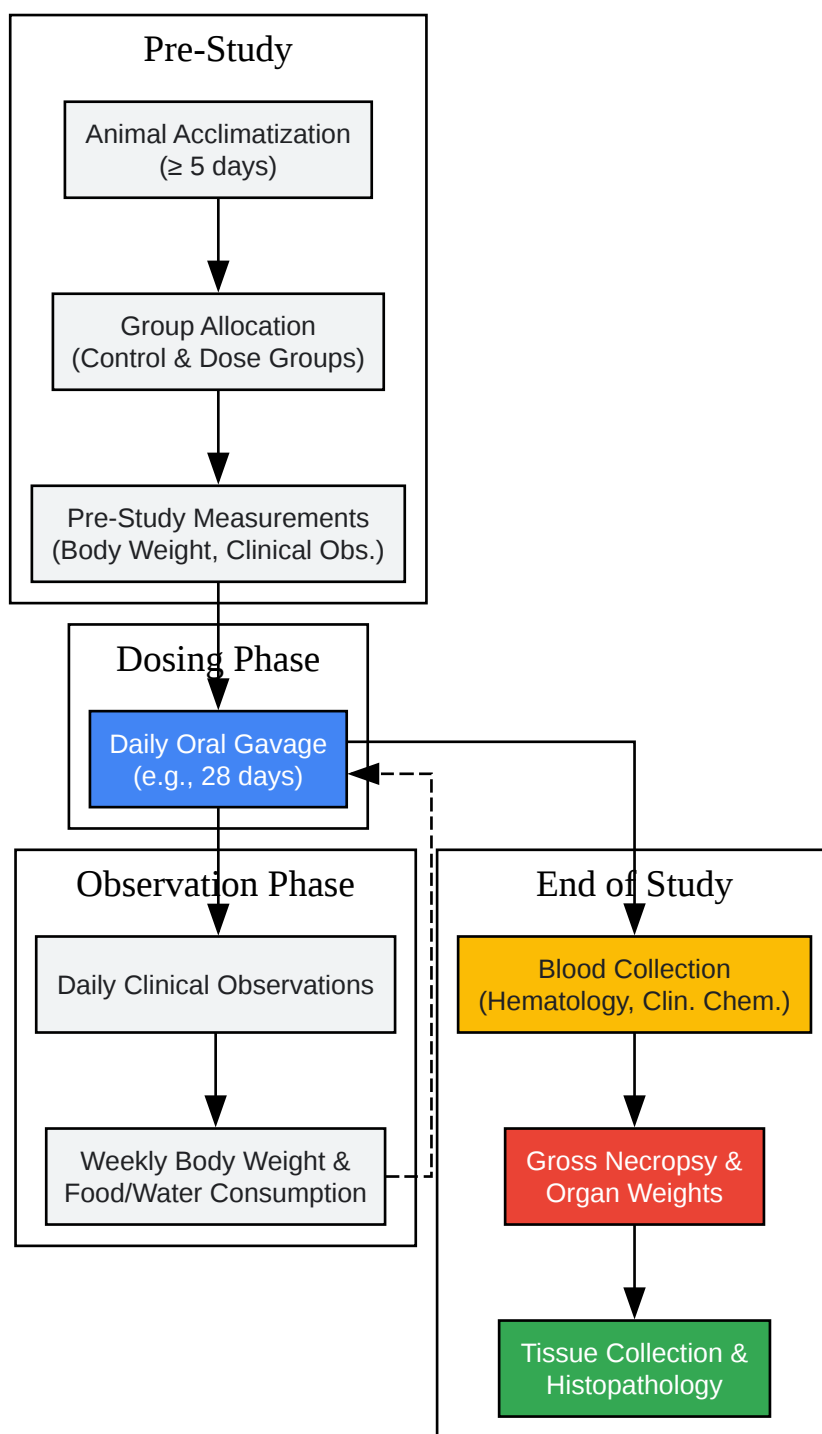 Pre-Study
Animal Acclimatization
(≥ 5 days)
Group Allocation
(Control & Dose Groups)
Pre-Study Measurements
(Body Weight, Clinical Obs.)
Dosing Phase
Daily Oral Gavage
(e.g., 28 days)
Observation Phase
Daily Clinical Observations
Weekly Body Weight &
Food/Water Consumption
End of Study
Blood Collection
(Hematology, Clin. Chem.)
Gross Necropsy &
Organ Weights
Tissue Collection &
Histopathology